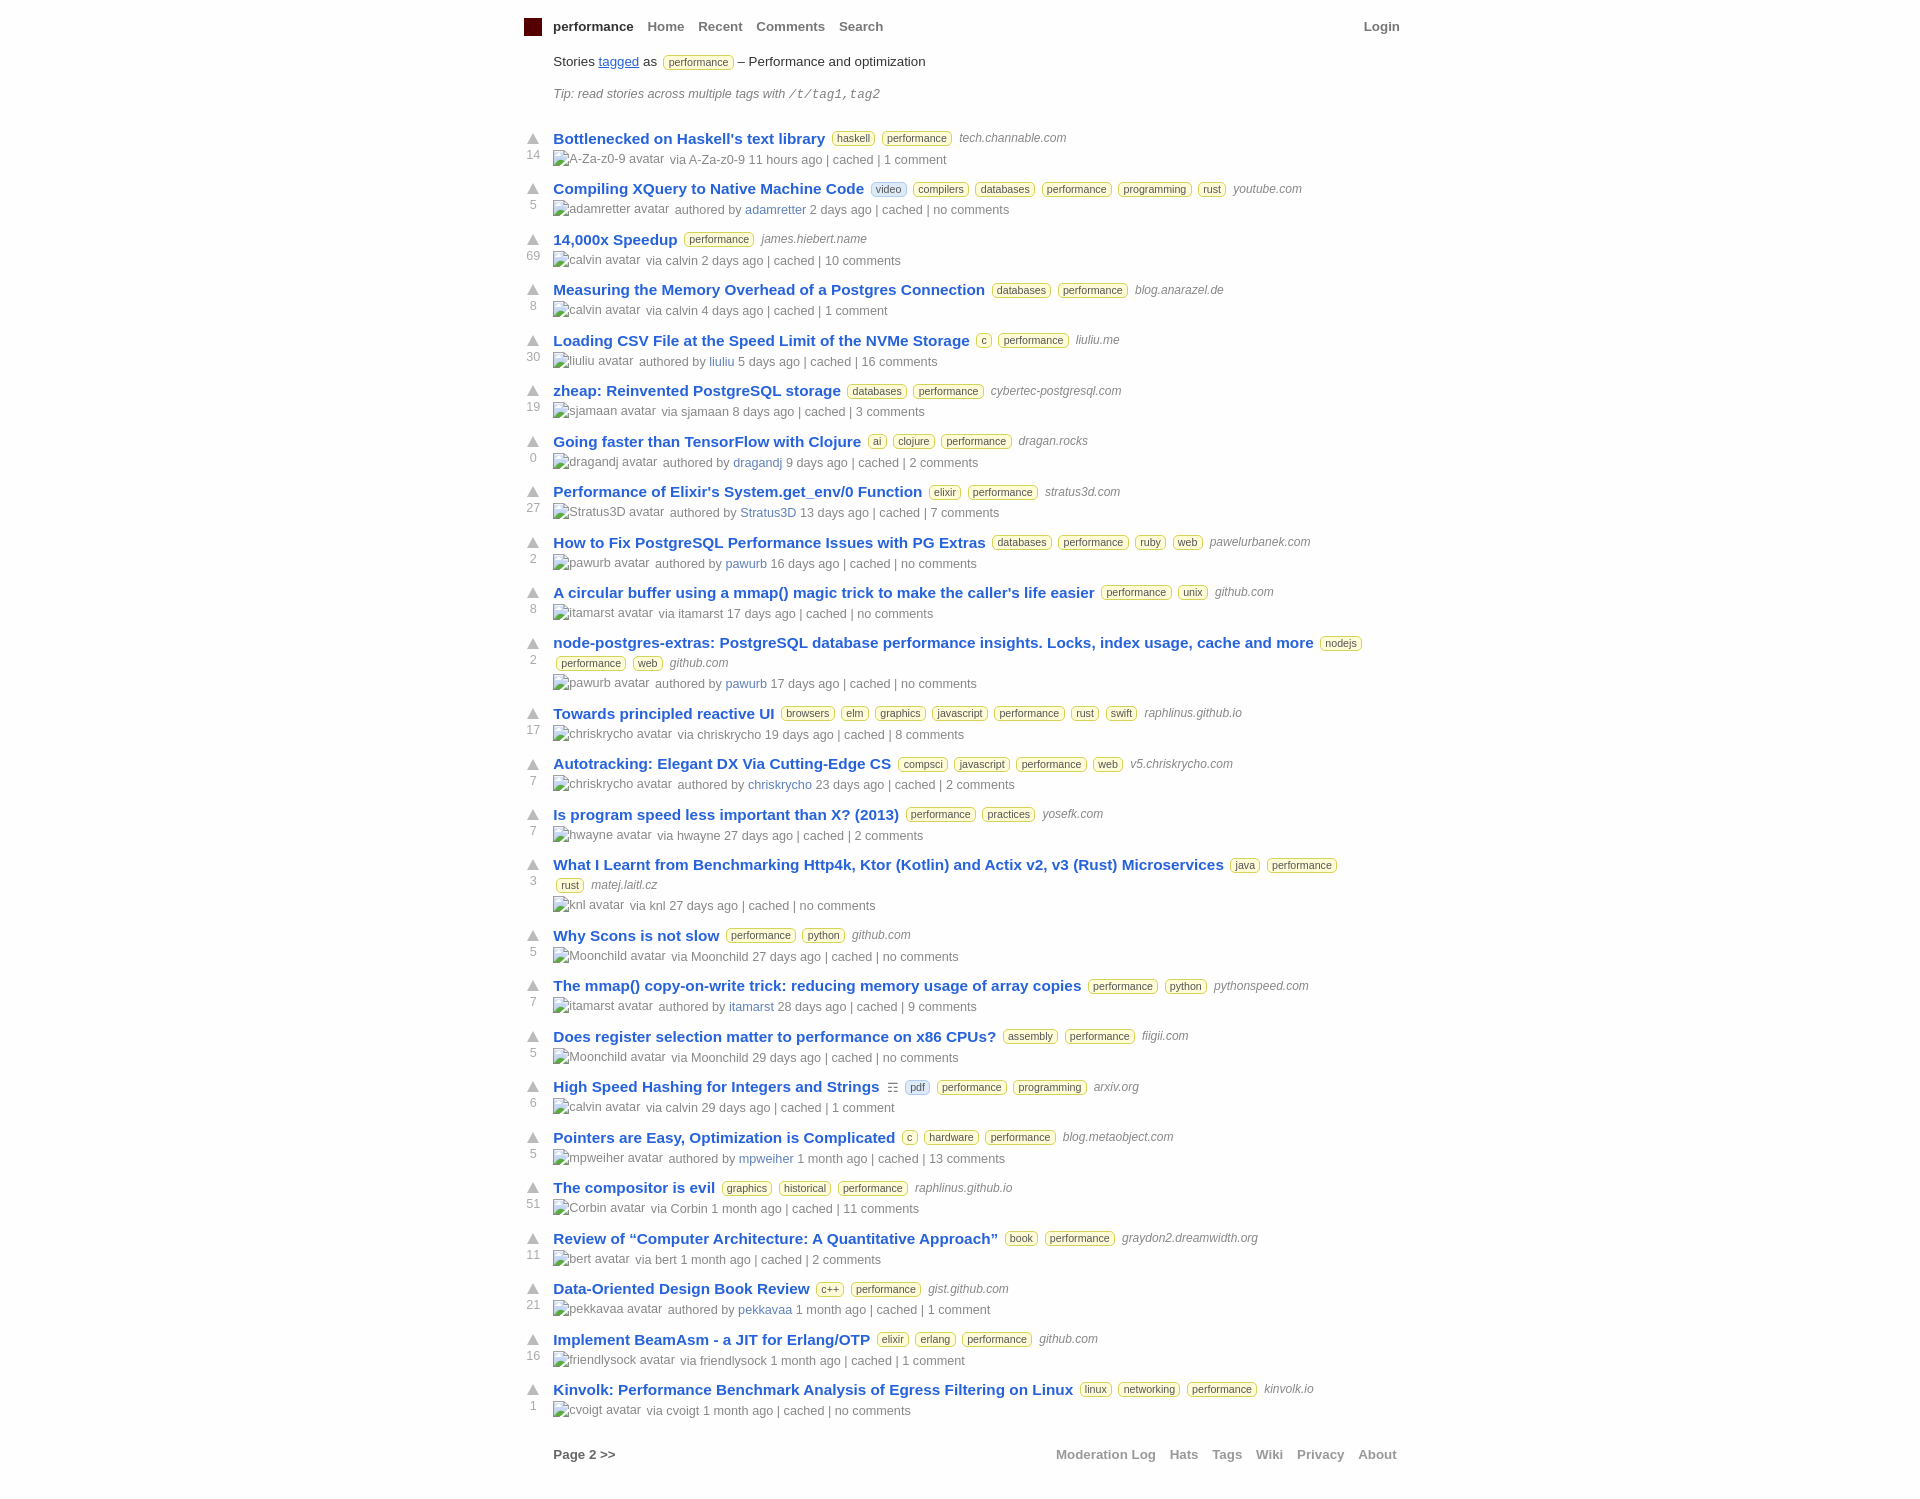 performance Home Recent Comments Search Login
Stories tagged as performance – Performance and optimization
Tip: read stories across multiple tags with /t/tag1,tag2
Bottlenecked on Haskell's text library haskell performance tech.channable.com
14 A-Za-z0-9 avatar via A-Za-z0-9 11 hours ago | cached | 1 comment
Compiling XQuery to Native Machine Code video compilers databases performance programming rust youtube.com
5 adamretter avatar authored by adamretter 2 days ago | cached | no comments
14,000x Speedup performance james.hiebert.name
69 calvin avatar via calvin 2 days ago | cached | 10 comments
Measuring the Memory Overhead of a Postgres Connection databases performance blog.anarazel.de
8 calvin avatar via calvin 4 days ago | cached | 1 comment
Loading CSV File at the Speed Limit of the NVMe Storage c performance liuliu.me
30 liuliu avatar authored by liuliu 5 days ago | cached | 16 comments
zheap: Reinvented PostgreSQL storage databases performance cybertec-postgresql.com
19 sjamaan avatar via sjamaan 8 days ago | cached | 3 comments
Going faster than TensorFlow with Clojure ai clojure performance dragan.rocks
0 dragandj avatar authored by dragandj 9 days ago | cached | 2 comments
Performance of Elixir's System.get_env/0 Function elixir performance stratus3d.com
27 Stratus3D avatar authored by Stratus3D 13 days ago | cached | 7 comments
How to Fix PostgreSQL Performance Issues with PG Extras databases performance ruby web pawelurbanek.com
2 pawurb avatar authored by pawurb 16 days ago | cached | no comments
A circular buffer using a mmap() magic trick to make the caller's life easier performance unix github.com
8 itamarst avatar via itamarst 17 days ago | cached | no comments
node-postgres-extras: PostgreSQL database performance insights. Locks, index usage, cache and more nodejs
2 performance web github.com
pawurb avatar authored by pawurb 17 days ago | cached | no comments
Towards principled reactive UI browsers elm graphics javascript performance rust swift raphlinus.github.io
17 chriskrycho avatar via chriskrycho 19 days ago | cached | 8 comments
Autotracking: Elegant DX Via Cutting-Edge CS compsci javascript performance web v5.chriskrycho.com
7 chriskrycho avatar authored by chriskrycho 23 days ago | cached | 2 comments
Is program speed less important than X? (2013) performance practices yosefk.com
7 hwayne avatar via hwayne 27 days ago | cached | 2 comments
What I Learnt from Benchmarking Http4k, Ktor (Kotlin) and Actix v2, v3 (Rust) Microservices java performance
3 rust matej.laitl.cz
knl avatar via knl 27 days ago | cached | no comments
Why Scons is not slow performance python github.com
5 Moonchild avatar via Moonchild 27 days ago | cached | no comments
The mmap() copy-on-write trick: reducing memory usage of array copies performance python pythonspeed.com
7 itamarst avatar authored by itamarst 28 days ago | cached | 9 comments
Does register selection matter to performance on x86 CPUs? assembly performance fiigii.com
5 Moonchild avatar via Moonchild 29 days ago | cached | no comments
High Speed Hashing for Integers and Strings ☶ pdf performance programming arxiv.org
6 calvin avatar via calvin 29 days ago | cached | 1 comment
Pointers are Easy, Optimization is Complicated c hardware performance blog.metaobject.com
5 mpweiher avatar authored by mpweiher 1 month ago | cached | 13 comments
The compositor is evil graphics historical performance raphlinus.github.io
51 Corbin avatar via Corbin 1 month ago | cached | 11 comments
Review of “Computer Architecture: A Quantitative Approach” book performance graydon2.dreamwidth.org
11 bert avatar via bert 1 month ago | cached | 2 comments
Data-Oriented Design Book Review c++ performance gist.github.com
21 pekkavaa avatar authored by pekkavaa 1 month ago | cached | 1 comment
Implement BeamAsm - a JIT for Erlang/OTP elixir erlang performance github.com
16 friendlysock avatar via friendlysock 1 month ago | cached | 1 comment
Kinvolk: Performance Benchmark Analysis of Egress Filtering on Linux linux networking performance kinvolk.io
1 cvoigt avatar via cvoigt 1 month ago | cached | no comments
Page 2 >> Moderation Log Hats Tags Wiki Privacy About